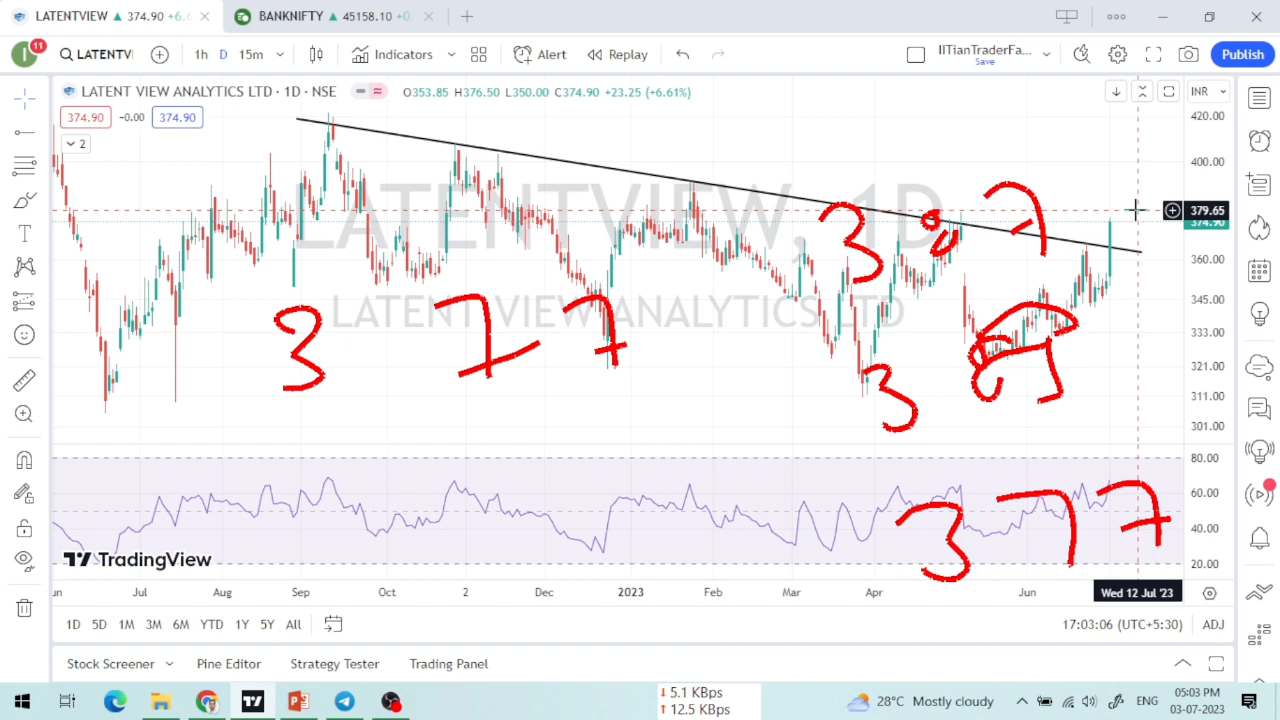 LATENTVIEW ▲ 374.90 +6.
BANKNIFTY ▲ 45158.10 +0.
11
LATENTVI
1h D 15m
Indicators
Alert
Replay
IITianTraderFa...
Save
Publish
LATENT VIEW ANALYTICS LTD · 1D · NSE
O353.85 H376.50 L350.00 C374.90 +23.25 (+6.61%)
INR
374.90 -0.00 374.90
2
LATENTVIEW, 1D
LATENT VIEW ANALYTICS LTD
420.00
400.00
379.65
374.90
360.00
345.00
333.00
321.00
311.00
301.00
80.00
60.00
40.00
20.00
3 7 7
3
3
3 7 7
TradingView
Jul Aug Sep Oct 2 Dec 2023 Feb Mar Apr Jun
Wed 12 Jul '23
1D 5D 1M 3M 6M YTD 1Y 5Y All
17:03:06 (UTC+5:30) ADJ
Stock Screener Pine Editor Strategy Tester Trading Panel
↓ 5.1 KBps
↑ 12.5 KBps
28°C Mostly cloudy
ENG
05:03 PM
03-07-2023